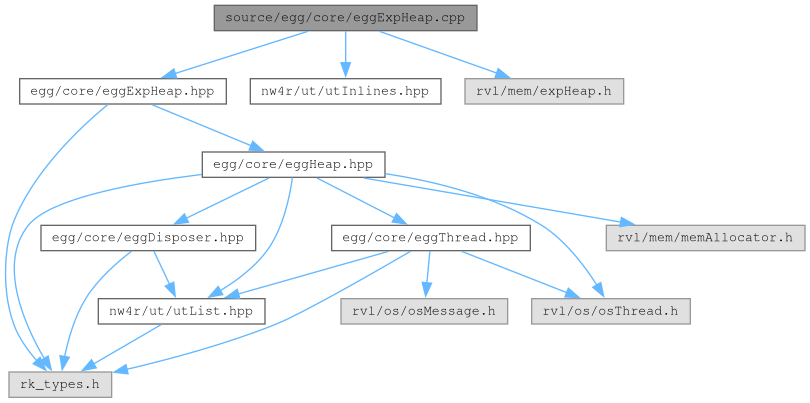 source/egg/core/eggExpHeap.cpp
egg/core/eggExpHeap.hpp
nw4r/ut/utInlines.hpp
rvl/mem/expHeap.h
egg/core/eggHeap.hpp
egg/core/eggDisposer.hpp
egg/core/eggThread.hpp
rvl/mem/memAllocator.h
nw4r/ut/utList.hpp
rvl/os/osMessage.h
rvl/os/osThread.h
rk_types.h